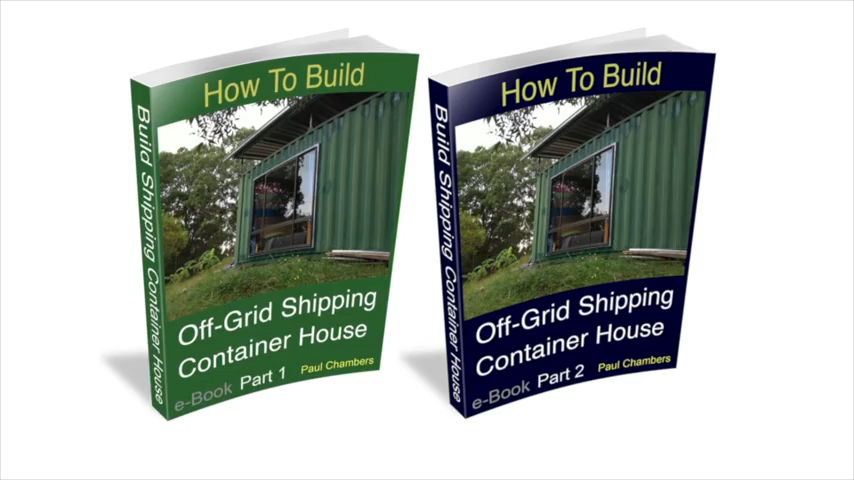 How To Build
Build Shipping Container House
Off-Grid Shipping
Container House
e-Book Part 1 Paul Chambers
How To Build
Build Shipping Container House
Off-Grid Shipping
Container House
e-Book Part 2 Paul Chambers